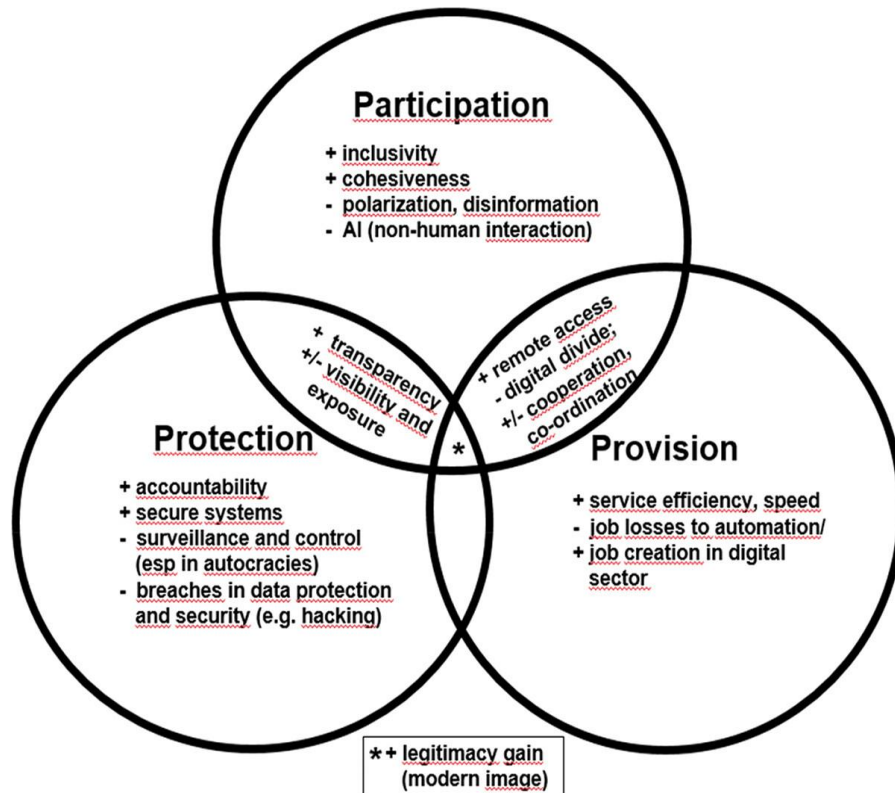 Participation
+ inclusivity
+ cohesiveness
- polarization, disinformation
- AI (non-human interaction)
+ transparency
+/- visibility and
exposure
+ remote access
- digital divide;
+/- cooperation,
co-ordination
Protection
+ accountability
+ secure systems
- surveillance and control
(esp in autocracies)
- breaches in data protection
and security (e.g. hacking)
*
Provision
+ service efficiency, speed
- job losses to automation/
+ job creation in digital
sector
*+ legitimacy gain
(modern image)